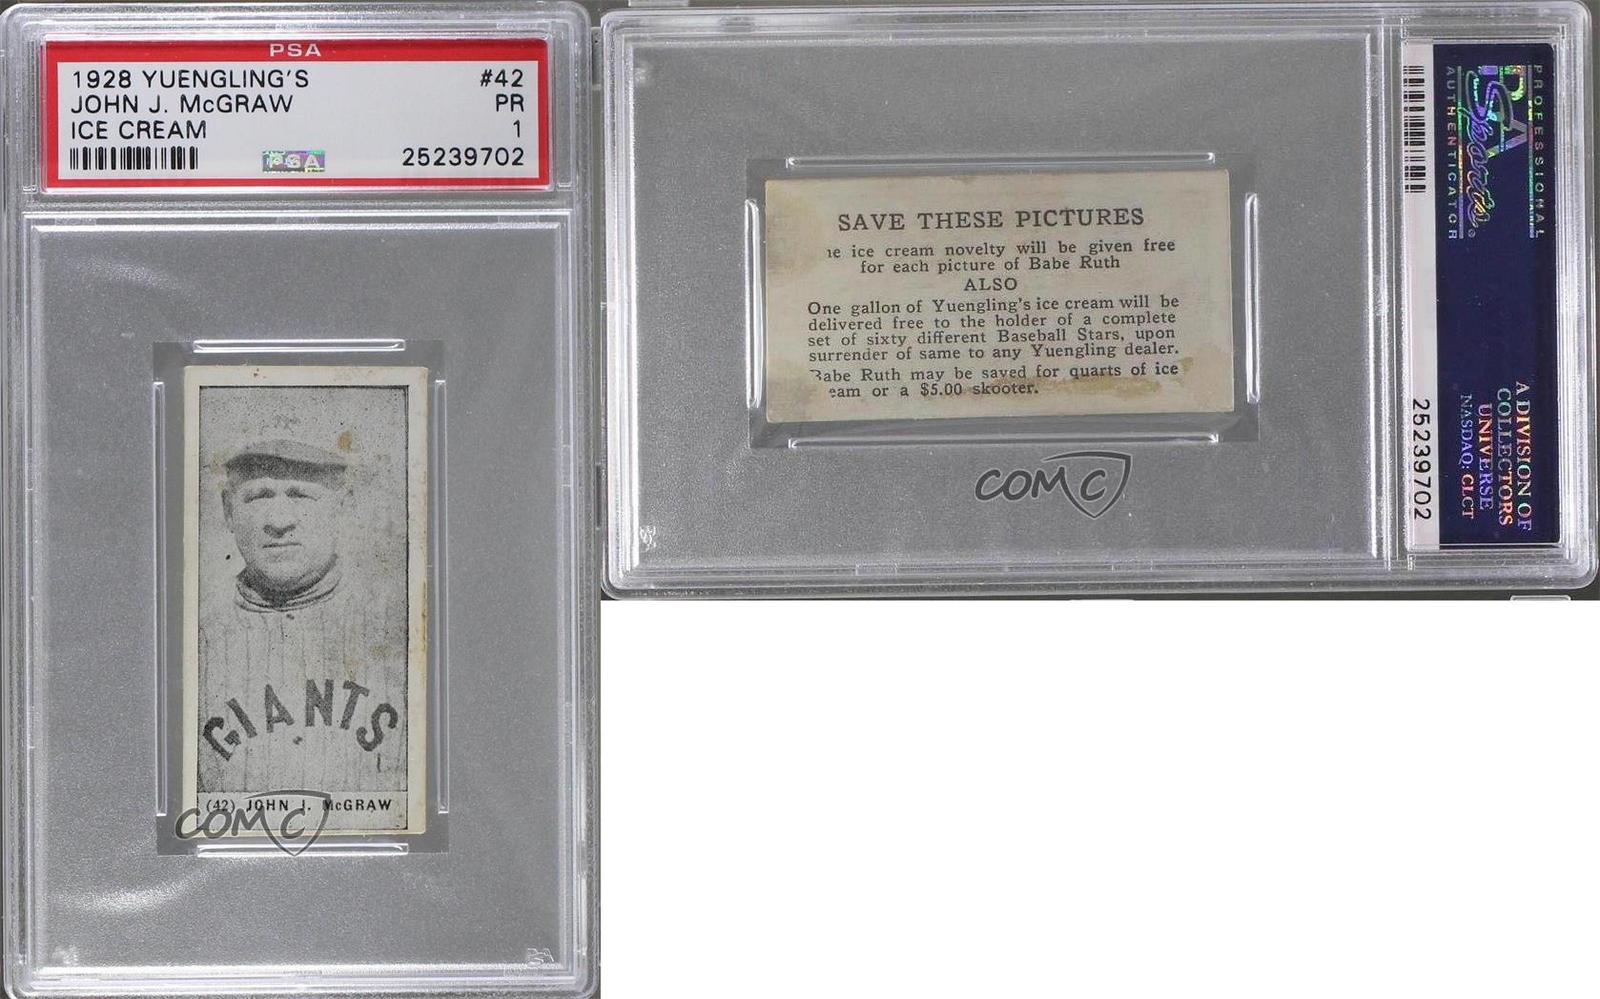 PSA
1928 YUENGLING'S #42
JOHN J. McGRAW PR
ICE CREAM 1
PSA 25239702
GIANTS
(42) JOHN J. McGRAW
COMC
SAVE THESE PICTURES
ice cream novelty will be given free
for each picture of Babe Ruth
ALSO
One gallon of Yuengling's ice cream will be
delivered free to the holder of a complete
set of sixty different Baseball Stars, upon
surrender of same to any Yuengling dealer.
Babe Ruth may be saved for quarts of ice
eam or a $5.00 skooter.
COMC
PROFESSIONAL
PSA
Sports
AUTHENTICATOR
A DIVISION OF
COLLECTORS
UNIVERSE
NASDAQ: CLCT
25239702